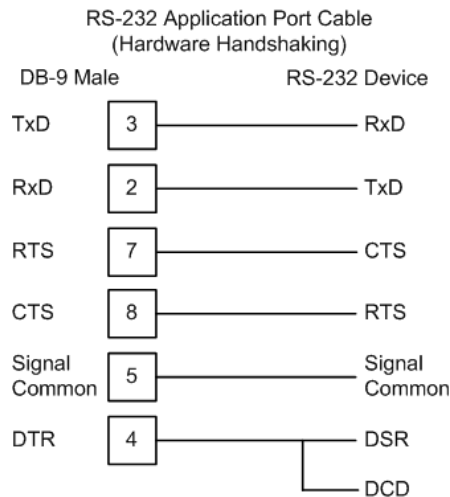 RS-232 Application Port Cable
(Hardware Handshaking)
DB-9 Male RS-232 Device
TxD 3 RxD
RxD 2 TxD
RTS 7 CTS
CTS 8 RTS
Signal Common 5 Signal Common
DTR 4 DSR
DCD